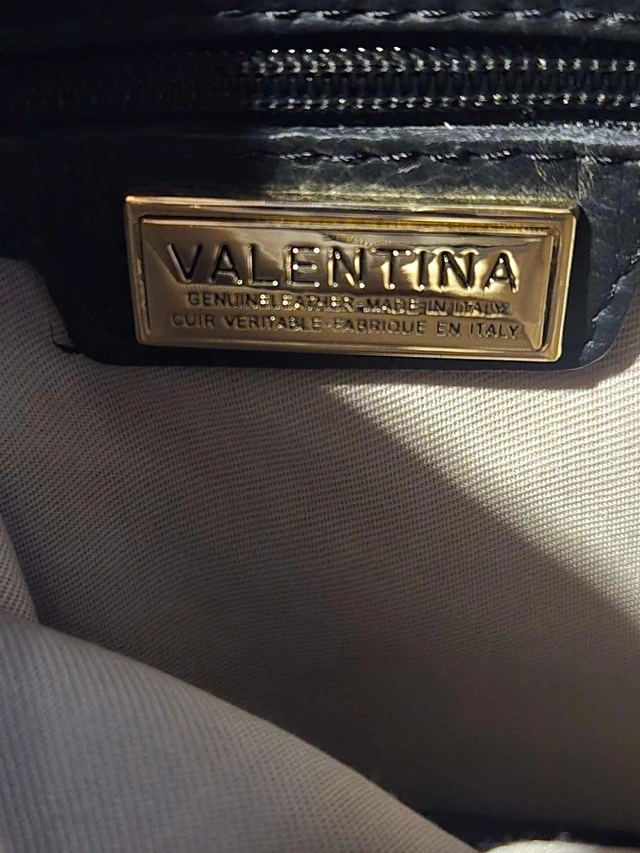 VALENTINA
GENUINE LEATHER-MADE IN ITALY
CUIR VERITABLE-FABRIQUE EN ITALY